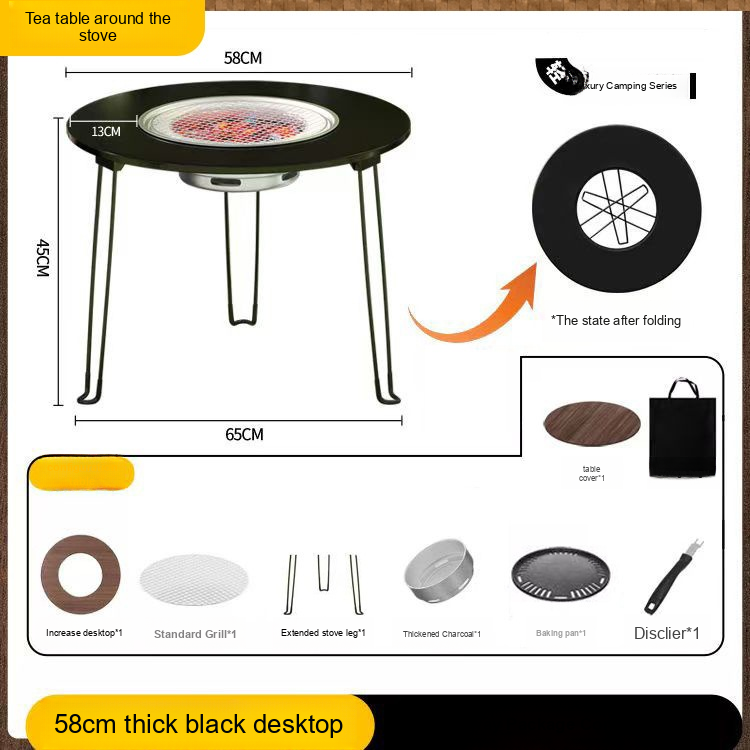 Tea table around the
stove
58CM
13CM
45CM
65CM
Camping Series
*The state after folding
table
cover*1
Increase desktop*1
Standard Grill*1
Extended stove leg*1
Thickened Charcoal*1
Baking pan*1
Disclier*1
58cm thick black desktop